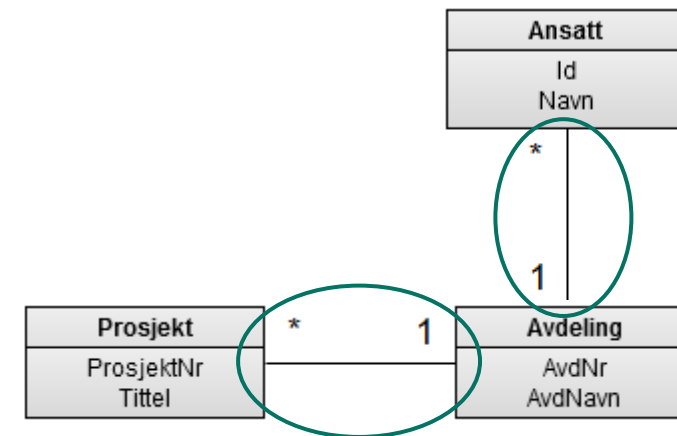 Ansatt
Id
Navn
*
1
Prosjekt
ProsjektNr
Tittel
* 1
Avdeling
AvdNr
AvdNavn